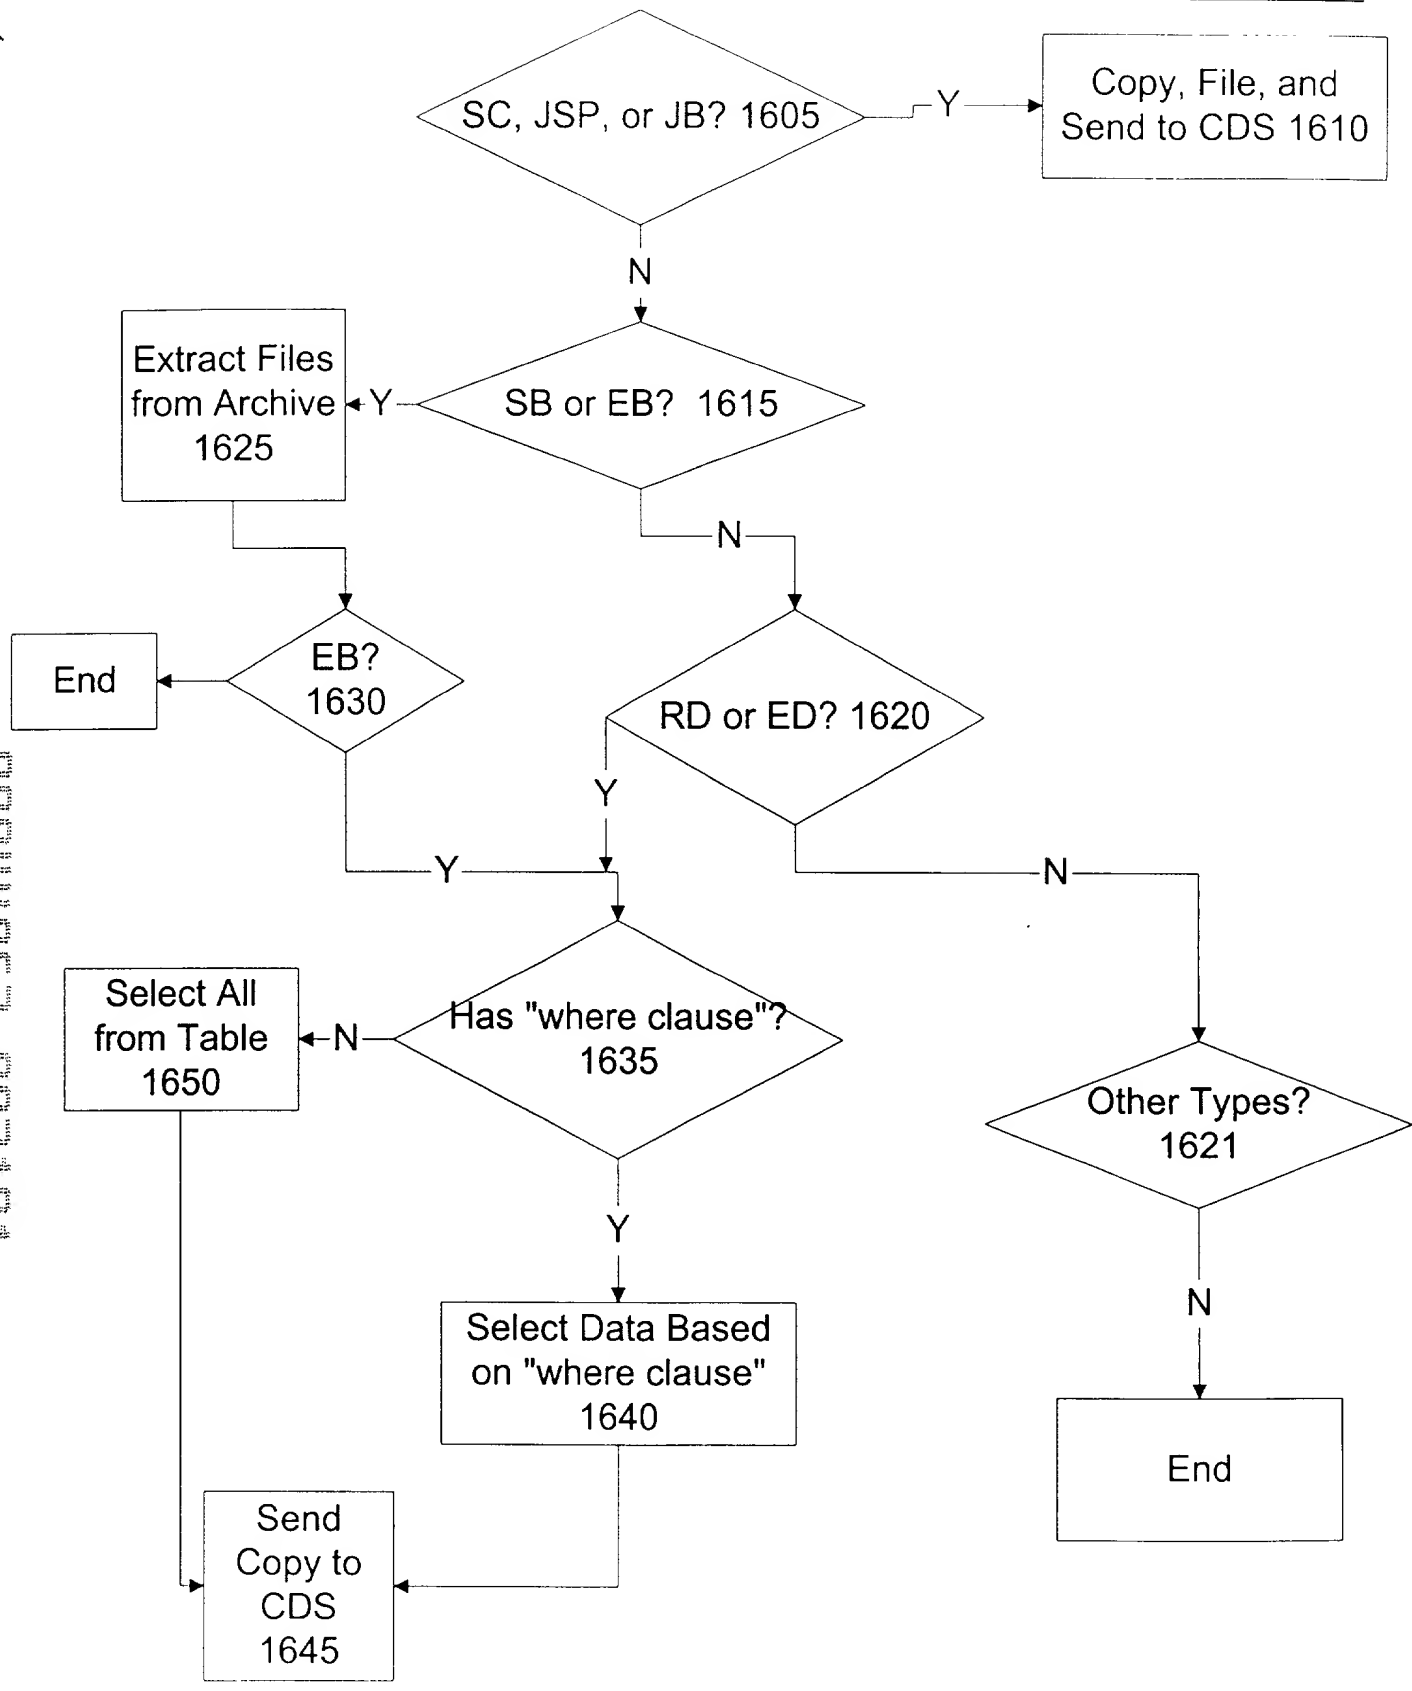 SC, JSP, or JB? 1605
Y
Copy, File, and
Send to CDS 1610
N
Extract Files
from Archive
1625
Y
SB or EB?  1615
N
End
EB?
1630
RD or ED? 1620
Y
Y
N
Select All
from Table
1650
N
Has "where clause"?
1635
Other Types?
1621
Y
N
Select Data Based
on "where clause"
1640
End
Send
Copy to
CDS
1645